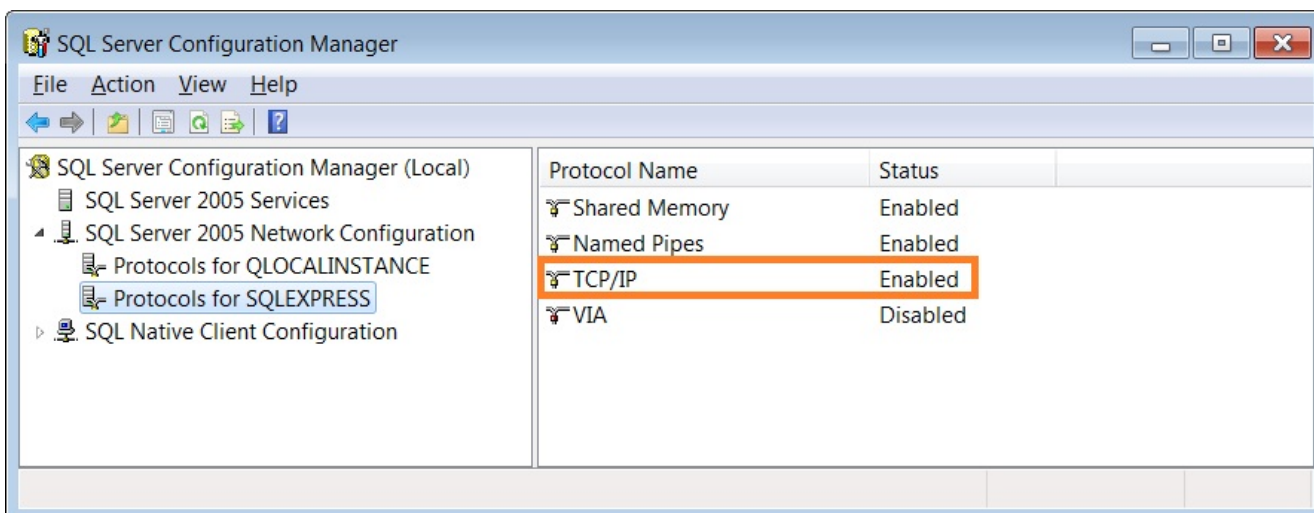 SQL Server Configuration Manager
File Action View Help
SQL Server Configuration Manager (Local)
SQL Server 2005 Services
SQL Server 2005 Network Configuration
Protocols for QLOCALINSTANCE
Protocols for SQLEXPRESS
SQL Native Client Configuration
Protocol Name Status
Shared Memory Enabled
Named Pipes Enabled
TCP/IP Enabled
VIA Disabled